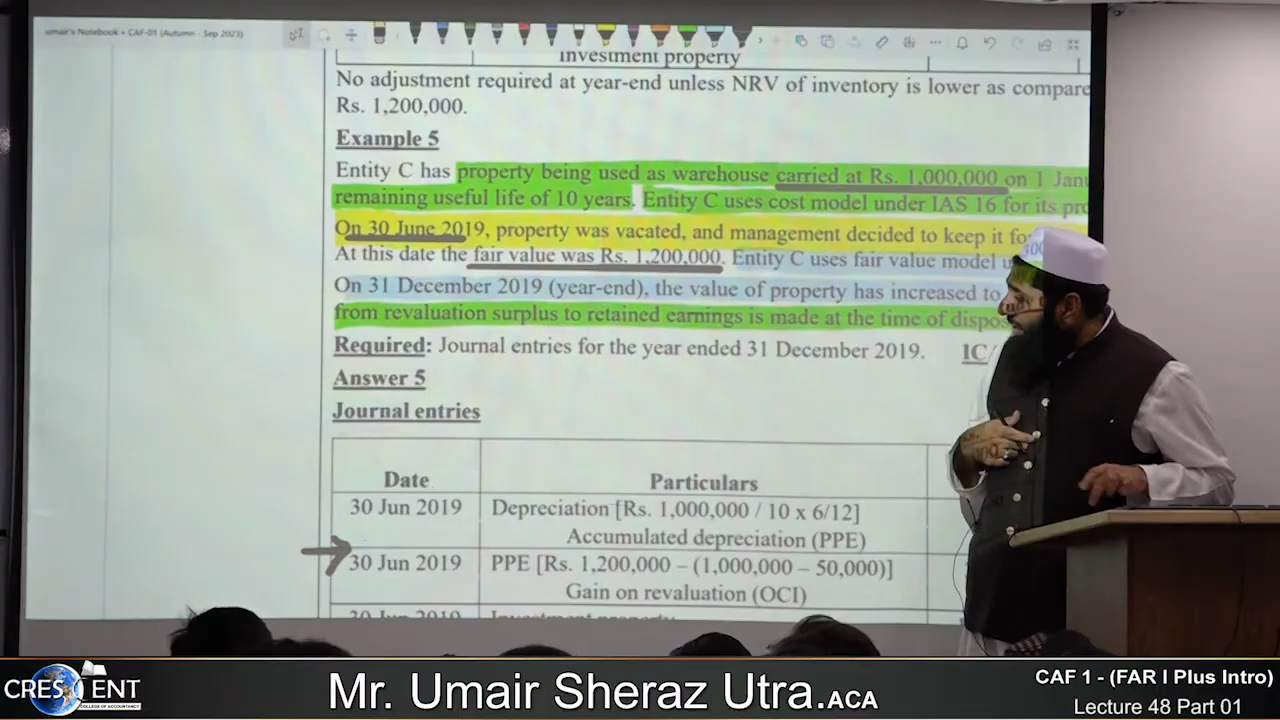 umair's Notebook • CAF-01 (Autumn - Sep 2023)
Investment property
No adjustment required at year-end unless NRV of inventory is lower as compare
Rs. 1,200,000.
Example 5
Entity C has property being used as warehouse carried at Rs. 1,000,000 on 1 Janu
remaining useful life of 10 years. Entity C uses cost model under IAS 16 for its pro
On 30 June 2019, property was vacated, and management decided to keep it fo
At this date the fair value was Rs. 1,200,000. Entity C uses fair value model u
On 31 December 2019 (year-end), the value of property has increased to
from revaluation surplus to retained earnings is made at the time of dispos
Required: Journal entries for the year ended 31 December 2019. IC/
Answer 5
Journal entries
Date Particulars
30 Jun 2019 Depreciation [Rs. 1,000,000 / 10 x 6/12]
Accumulated depreciation (PPE)
30 Jun 2019 PPE [Rs. 1,200,000 – (1,000,000 – 50,000)]
Gain on revaluation (OCI)
30 Jun 2019 Investment property
CRESCENT
COLLEGE OF ACCOUNTANCY
Mr. Umair Sheraz Utra.ACA
CAF 1 - (FAR I Plus Intro)
Lecture 48 Part 01